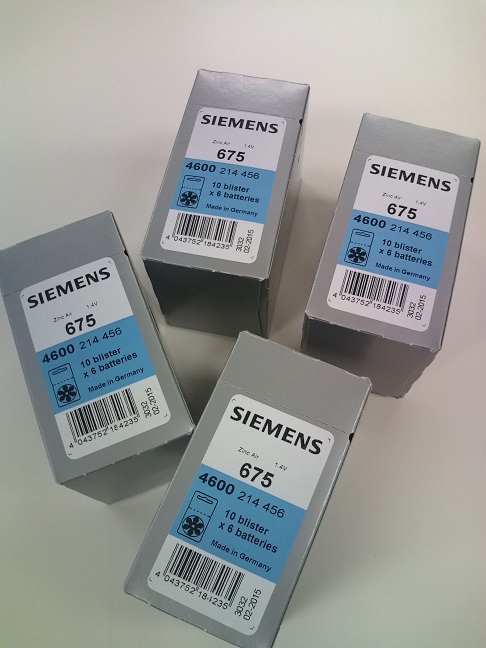 SIEMENS
Zinc Air 1.4V
675
4600 214 456
10 blister
x 6 batteries
Made in Germany
4 043752 184235
3032
02-2015
SIEMENS
Zinc Air 1.4V
675
4600 214 456
10 blister
x 6 batteries
Made in Germany
4 043752 184235
3032
02-2015
SIEMENS
Zinc Air 1.4V
675
4600 214 456
10 blister
x 6 batteries
Made in Germany
4 043752 184235
3032
02-2015
SIEMENS
Zinc Air 1.4V
675
4600 214 456
10 blister
x 6 batteries
Made in Germany
4 043752 184235
3032
02-2015